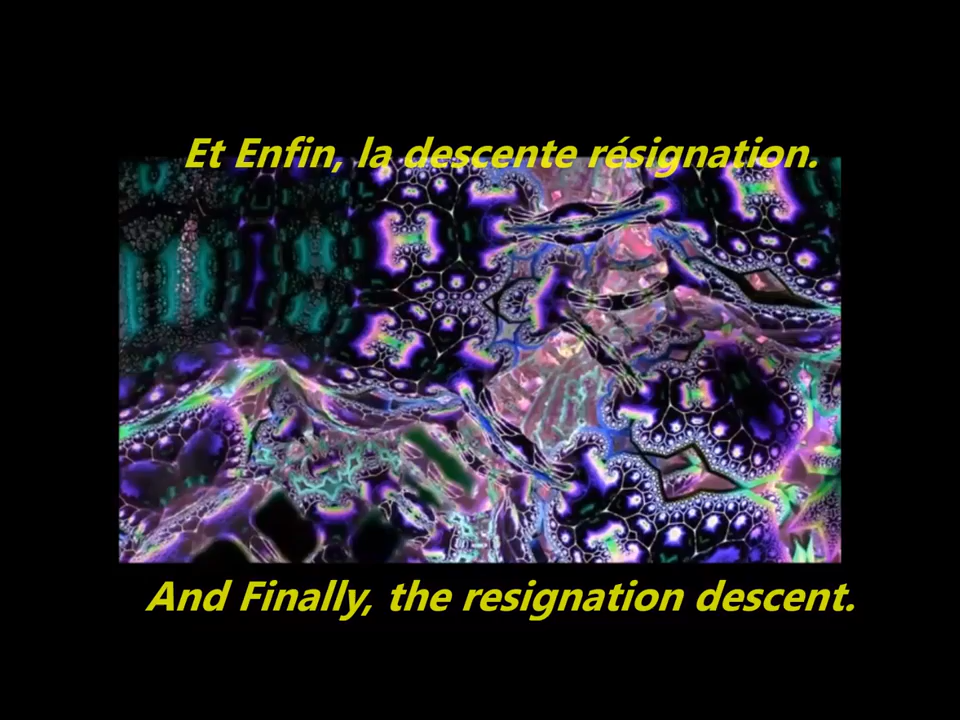 Et Enfin, la descente résignation.
And Finally, the resignation descent.